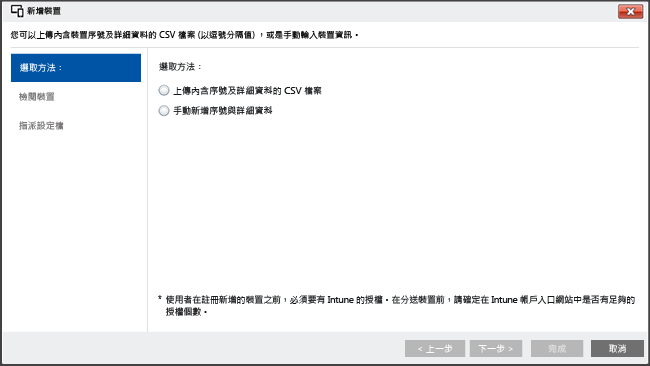 新增裝置
您可以上傳內含裝置序號及詳細資料的 CSV 檔案 (以逗號分隔值) ，或是手動輸入裝置資訊。
選取方法：
檢閱裝置
指派設定檔
選取方法：
上傳內含序號及詳細資料的 CSV 檔案
手動新增序號與詳細資料
* 使用者在註冊新增的裝置之前，必須要有 Intune 的授權。在分送裝置前，請確定在 Intune 帳戶入口網站中是否有足夠的
授權個數。
< 上一步
下一步 >
完成
取消